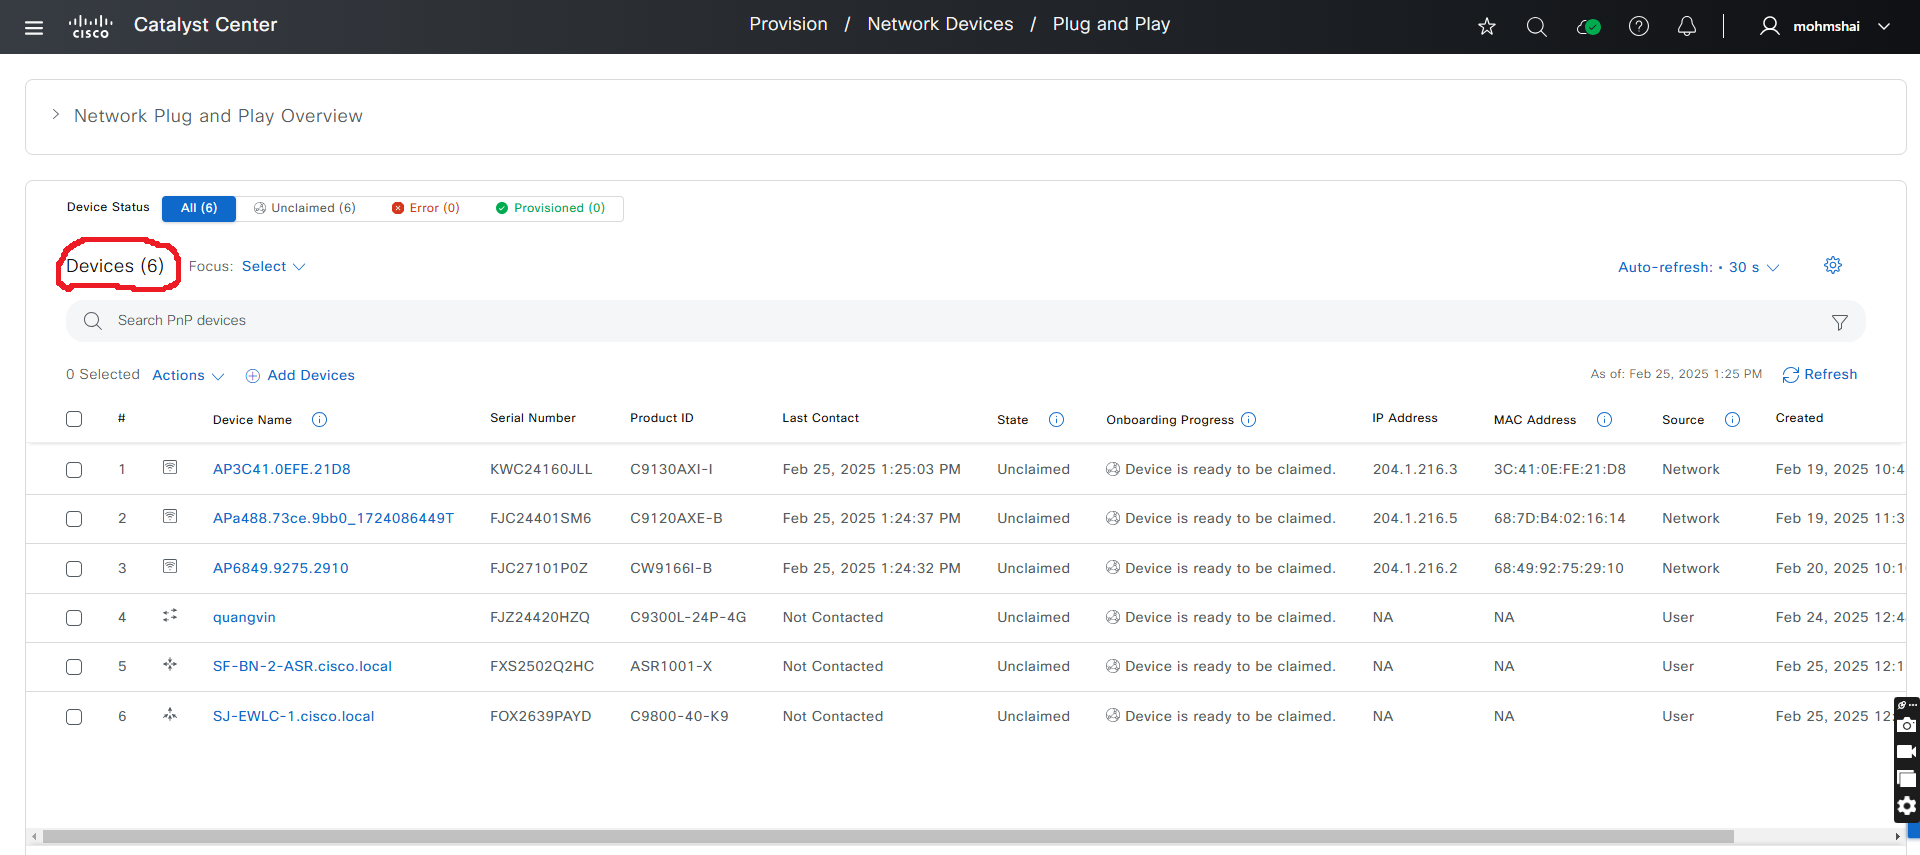 cisco Catalyst Center Provision / Network Devices / Plug and Play mohmshai
Network Plug and Play Overview
Device Status All (6) Unclaimed (6) Error (0) Provisioned (0)
Devices (6) Focus: Select Auto-refresh: • 30 s
Search PnP devices
0 Selected Actions Add Devices As of: Feb 25, 2025 1:25 PM Refresh
# Device Name Serial Number Product ID Last Contact State Onboarding Progress IP Address MAC Address Source Created
1 AP3C41.0EFE.21D8 KWC24160JLL C9130AXI-I Feb 25, 2025 1:25:03 PM Unclaimed Device is ready to be claimed. 204.1.216.3 3C:41:0E:FE:21:D8 Network Feb 19, 2025 10:4
2 APa488.73ce.9bb0_1724086449T FJC24401SM6 C9120AXE-B Feb 25, 2025 1:24:37 PM Unclaimed Device is ready to be claimed. 204.1.216.5 68:7D:B4:02:16:14 Network Feb 19, 2025 11:3
3 AP6849.9275.2910 FJC27101P0Z CW9166I-B Feb 25, 2025 1:24:32 PM Unclaimed Device is ready to be claimed. 204.1.216.2 68:49:92:75:29:10 Network Feb 20, 2025 10:1
4 quangvin FJZ24420HZQ C9300L-24P-4G Not Contacted Unclaimed Device is ready to be claimed. NA NA User Feb 24, 2025 12:4
5 SF-BN-2-ASR.cisco.local FXS2502Q2HC ASR1001-X Not Contacted Unclaimed Device is ready to be claimed. NA NA User Feb 25, 2025 12:1
6 SJ-EWLC-1.cisco.local FOX2639PAYD C9800-40-K9 Not Contacted Unclaimed Device is ready to be claimed. NA NA User Feb 25, 2025 12: